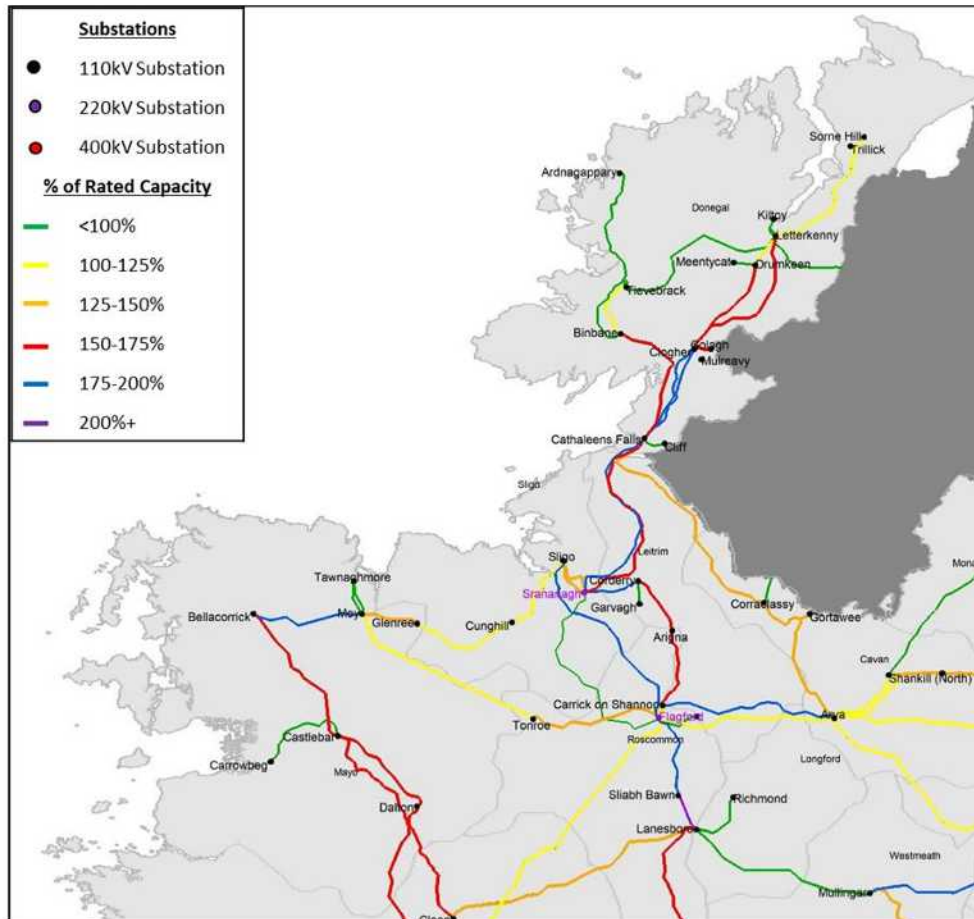 Substations
110kV Substation
220kV Substation
400kV Substation
% of Rated Capacity
<100%
100-125%
125-150%
150-175%
175-200%
200%+
Sorne Hill
Trillick
Ardnagappary
Donegal
Kiltoy
Letterkenny
Meentycat
Drumkeen
Tievebrack
Binbane
Clogher
Golagh
Mulreavy
Cathaleens Falls
Cliff
Sligo
Sligo
Leitrim
Srananagh
Corderry
Garvagh
Corraclassy
Gortawee
Tawnaghmore
Bellacorrick
Moy
Glenree
Cunghill
Arigna
Cavan
Mona
Shankill (North)
Carrick on Shannon
Flagford
Arva
Tonroe
Roscommon
Castlebar
Carrowbeg
Mayo
Longford
Dalton
Sliabh Bawn
Richmond
Lanesboro
Westmeath
Mullingar